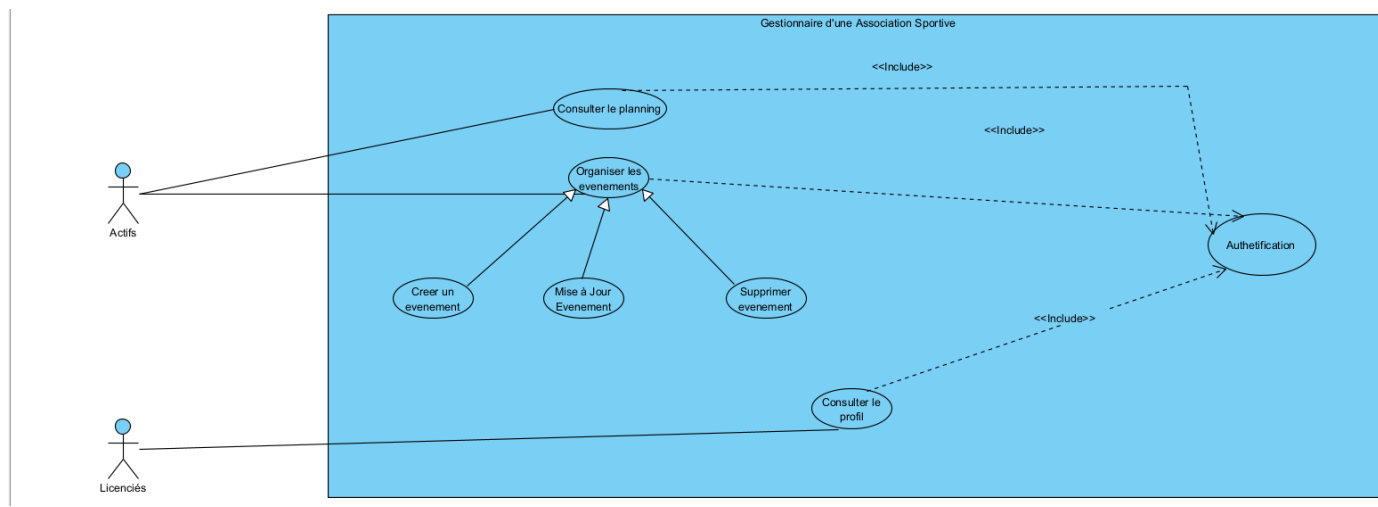 Gestionnaire d'une Association Sportive
<<Include>>
Consulter le planning
<<Include>>
Organiser les
evenements
Actifs
Authetification
Creer un
evenement
Mise à Jour
Evenement
Supprimer
evenement
<<Include>>
Consulter le
profil
Licenciés